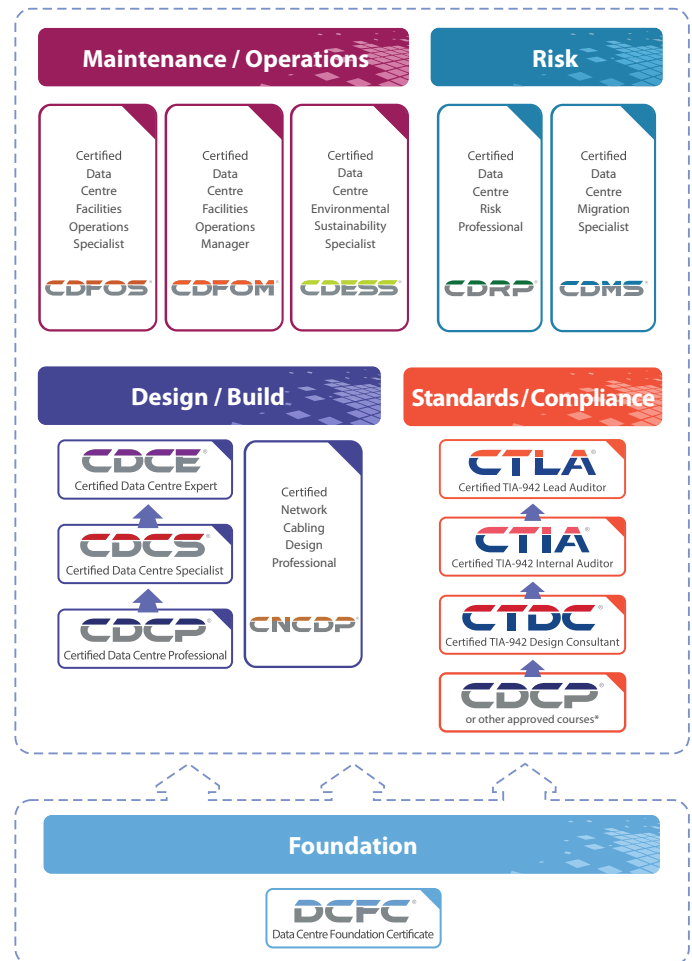 Maintenance / Operations
Certified
Data
Centre
Facilities
Operations
Specialist
CDFOS®
Certified
Data
Centre
Facilities
Operations
Manager
CDFOM®
Certified
Data
Centre
Environmental
Sustainability
Specialist
CDESS®
Risk
Certified
Data
Centre
Risk
Professional
CDRP®
Certified
Data
Centre
Migration
Specialist
CDMS®
Design / Build
CDCE®
Certified Data Centre Expert
CDCS®
Certified Data Centre Specialist
CDCP®
Certified Data Centre Professional
Certified
Network
Cabling
Design
Professional
CNCDP®
Standards/Compliance
CTLA®
Certified TIA-942 Lead Auditor
CTIA®
Certified TIA-942 Internal Auditor
CTDC®
Certified TIA-942 Design Consultant
CDCP®
or other approved courses*
Foundation
DCFC®
Data Centre Foundation Certificate